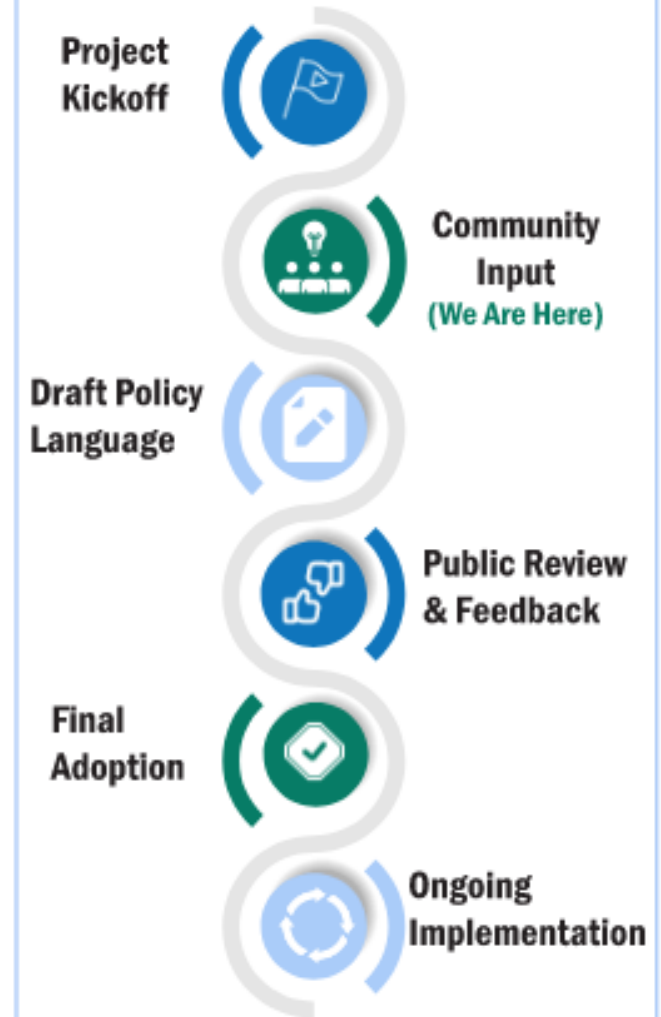 Project
Kickoff
Community
Input
(We Are Here)
Draft Policy
Language
Public Review
& Feedback
Final
Adoption
Ongoing
Implementation